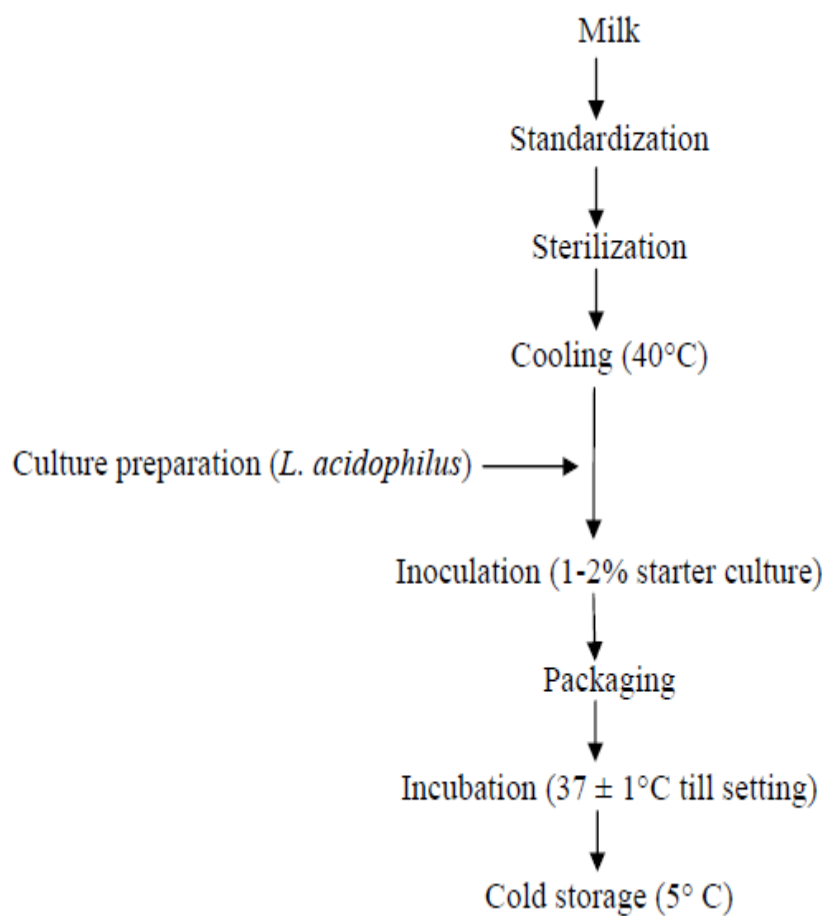 Milk
Standardization
Sterilization
Cooling (40°C)
Culture preparation (L. acidophilus)
Inoculation (1-2% starter culture)
Packaging
Incubation (37 ± 1°C till setting)
Cold storage (5° C)